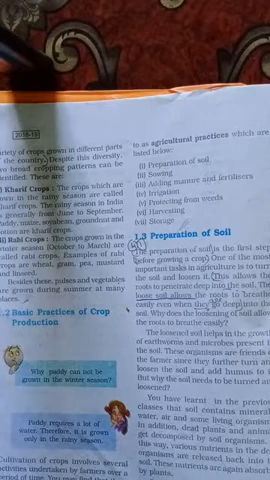 2018-19
variety of crops grown in different parts
of the country. Despite this diversity,
two broad cropping patterns can be
identified. These are:
(i) Kharif Crops : The crops which are
sown in the rainy season are called
kharif crops. The rainy season in India
is generally from June to September.
Paddy, maize, soyabean, groundnut and
cotton are kharif crops.
(ii) Rabi Crops : The crops grown in the
winter season (October to March) are
called rabi crops. Examples of rabi
crops are wheat, gram, pea, mustard
and linseed.
Besides these, pulses and vegetables
are grown during summer at many
places.
1.2 Basic Practices of Crop
Production
Why paddy can not be
grown in the winter season?
Paddy requires a lot of
water. Therefore, it is grown
only in the rainy season.
Cultivation of crops involves several
activities undertaken by farmers over a
period of time. You may find that
to as agricultural practices which are
listed below:
(i) Preparation of soil
(ii) Sowing
(iii) Adding manure and fertilisers
(iv) Irrigation
(v) Protecting from weeds
(vi) Harvesting
(vii) Storage
1.3 Preparation of Soil
The preparation of soil is the first step
before growing a crop. One of the most
important tasks in agriculture is to turn
the soil and loosen it. This allows the
roots to penetrate deep into the soil. The
loose soil allows the roots to breathe
easily even when they go deep into the
soil. Why does the loosening of soil allow
the roots to breathe easily?
The loosened soil helps in the growth
of earthworms and microbes present in
the soil. These organisms are friends of
the farmer since they further turn and
loosen the soil and add humus to it.
But why the soil needs to be turned and
loosened?
You have learnt in the previous
classes that soil contains minerals,
water, air and some living organisms.
In addition, dead plants and animals
get decomposed by soil organisms. In
this way, various nutrients in the dead
organisms are released back into the
soil. These nutrients are again absorbed
by plants.